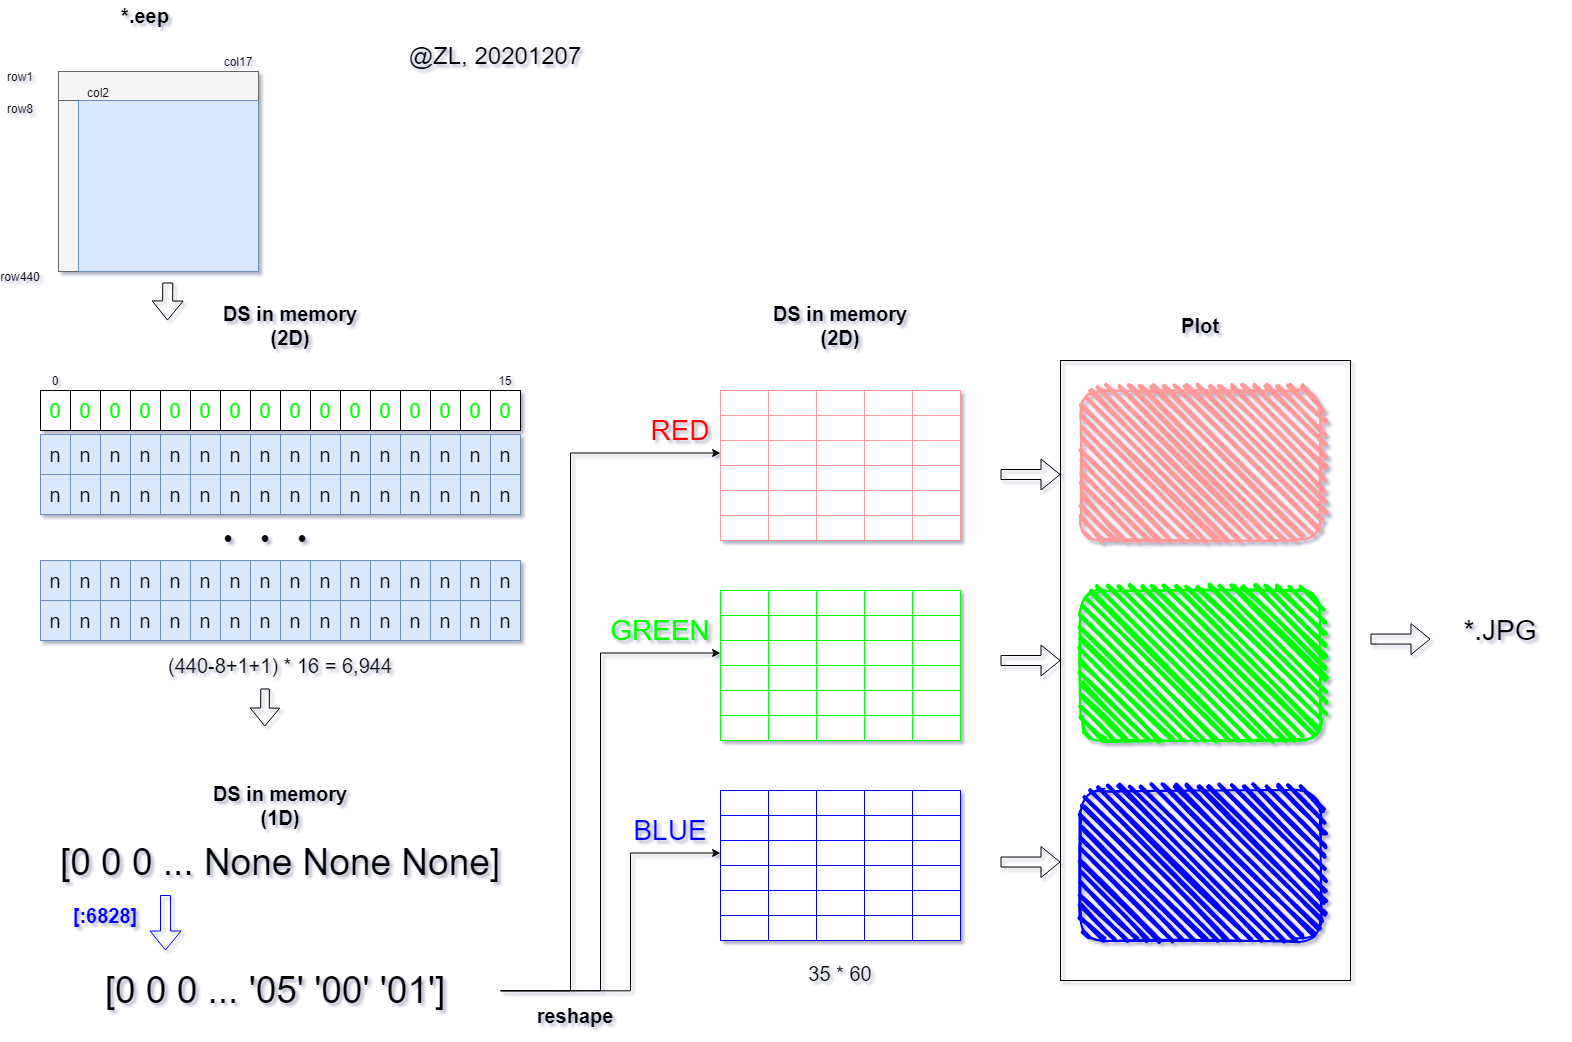 *.eep
@ZL, 20201207
col17
row1
col2
row8
row440
DS in memory
(2D)
0 15
0 0 0 0 0 0 0 0 0 0 0 0 0 0 0 0
n n n n n n n n n n n n n n n n
n n n n n n n n n n n n n n n n
• • •
n n n n n n n n n n n n n n n n
n n n n n n n n n n n n n n n n
(440-8+1+1) * 16 = 6,944
DS in memory
(1D)
[0 0 0 ... None None None]
[:6828]
[0 0 0 ... '05' '00' '01']
reshape
DS in memory
(2D)
RED
GREEN
BLUE
35 * 60
Plot
*.JPG